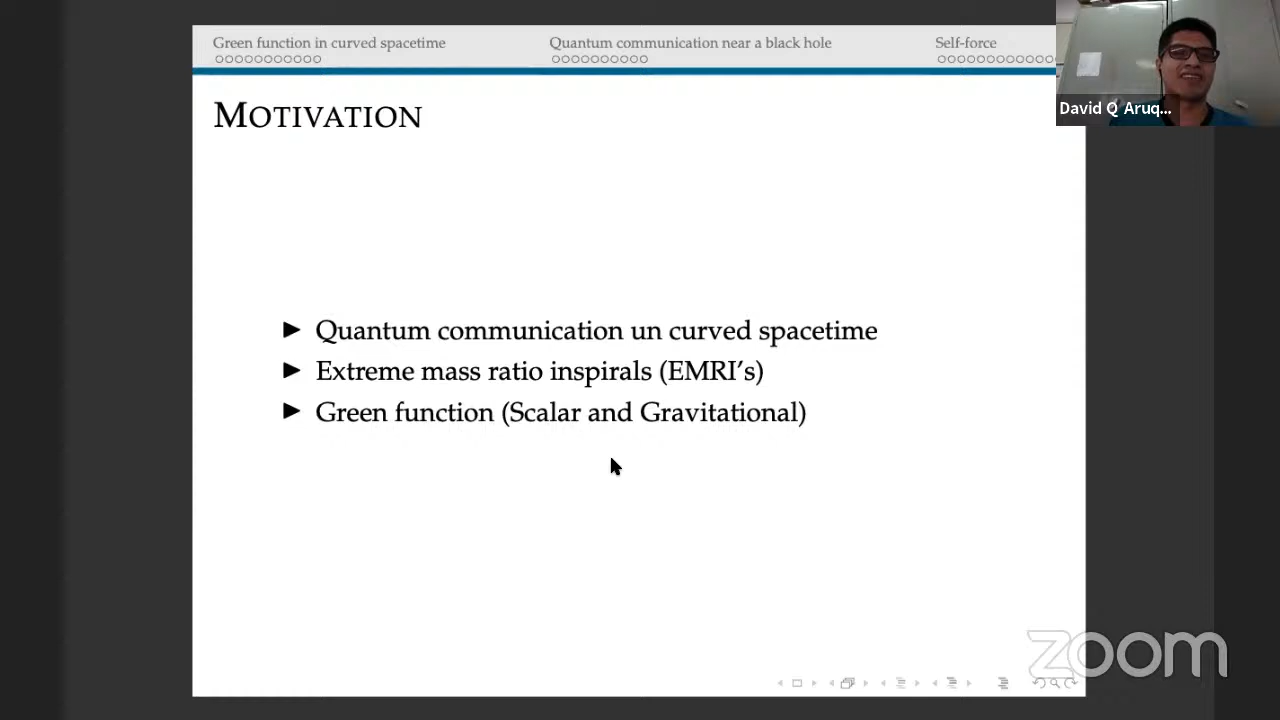 Green function in curved spacetime
Quantum communication near a black hole
Self-force
David Q Aruq...
MOTIVATION
► Quantum communication un curved spacetime
► Extreme mass ratio inspirals (EMRI's)
► Green function (Scalar and Gravitational)
zoom